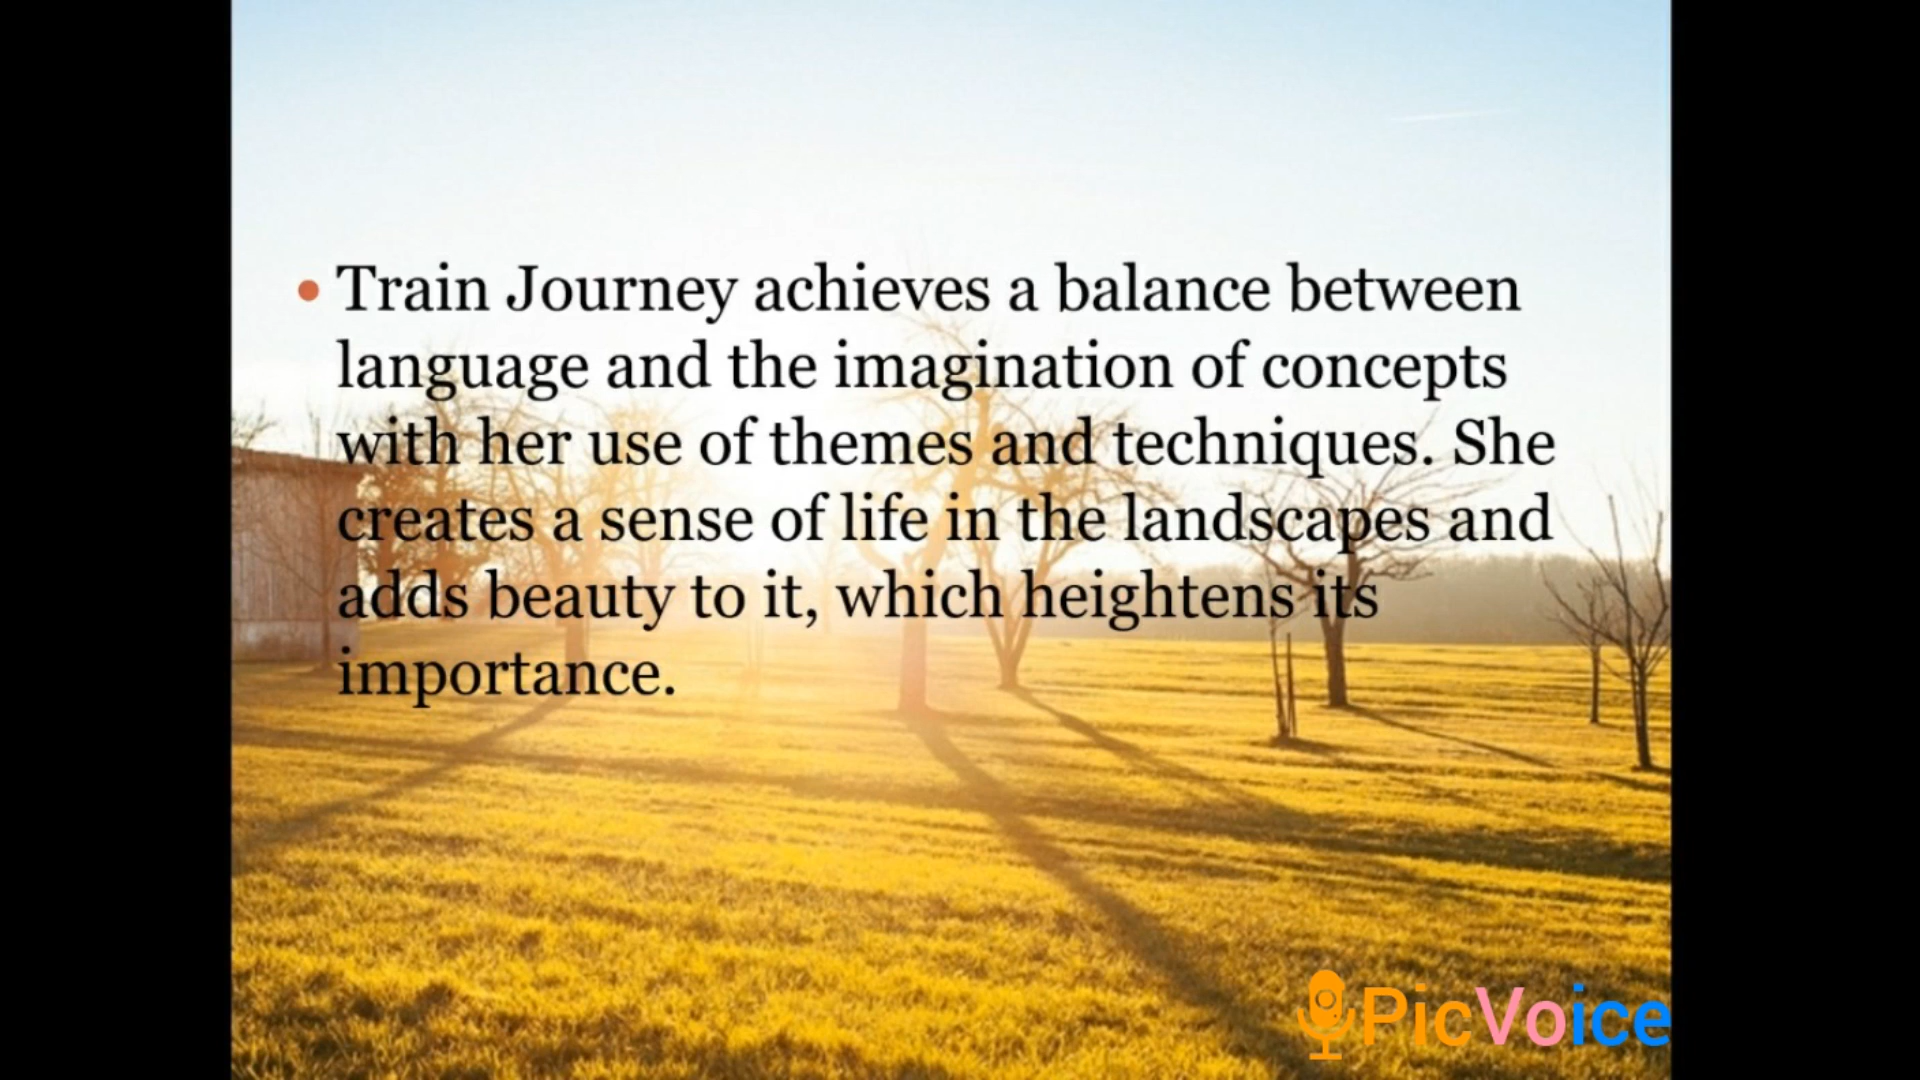 • Train Journey achieves a balance between
language and the imagination of concepts
with her use of themes and techniques. She
creates a sense of life in the landscapes and
adds beauty to it, which heightens its
importance.
PicVoice